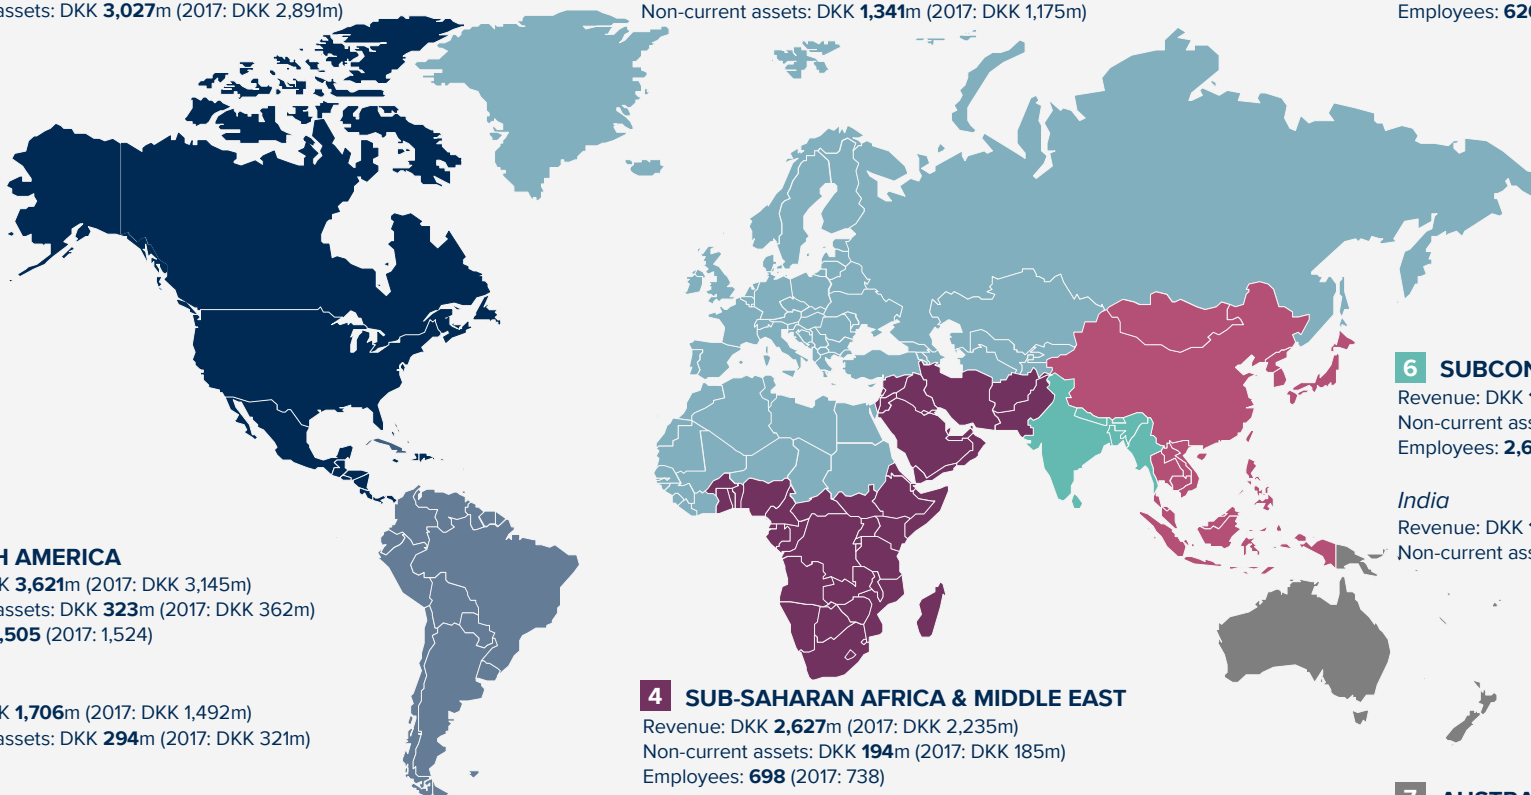 assets: DKK 3,027m (2017: DKK 2,891m)
Non-current assets: DKK 1,341m (2017: DKK 1,175m)
Employees: 62
H AMERICA
K 3,621m (2017: DKK 3,145m)
assets: DKK 323m (2017: DKK 362m)
,505 (2017: 1,524)
K 1,706m (2017: DKK 1,492m)
assets: DKK 294m (2017: DKK 321m)
4 SUB-SAHARAN AFRICA & MIDDLE EAST
Revenue: DKK 2,627m (2017: DKK 2,235m)
Non-current assets: DKK 194m (2017: DKK 185m)
Employees: 698 (2017: 738)
6 SUBCON
Revenue: DKK
Non-current ass
Employees: 2,6
India
Revenue: DKK
Non-current ass
7 AUSTRA